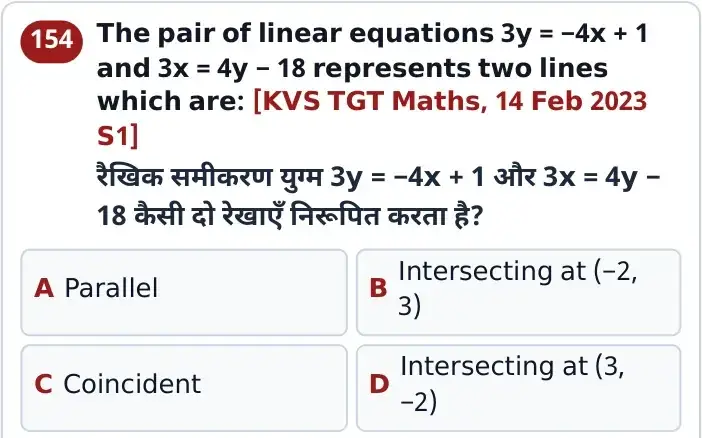 154 The pair of linear equations 3y = −4x + 1
and 3x = 4y − 18 represents two lines
which are: [KVS TGT Maths, 14 Feb 2023
S1]
रैखिक समीकरण युग्म 3y = −4x + 1 और 3x = 4y −
18 कैसी दो रेखाएँ निरूपित करता है?
A Parallel
B Intersecting at (−2,
3)
C Coincident
D Intersecting at (3,
−2)